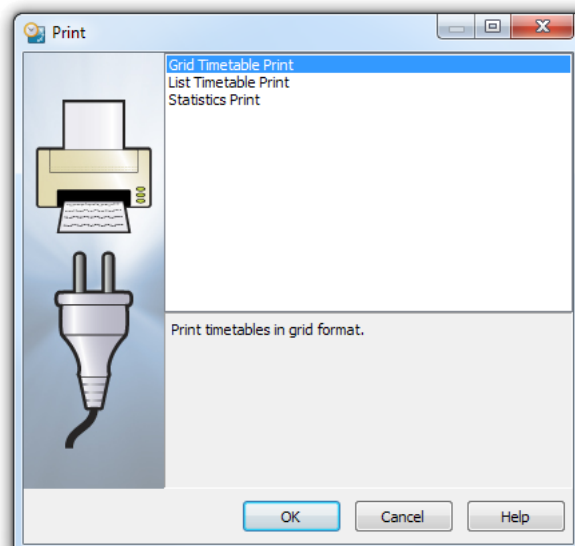 Print
Grid Timetable Print
List Timetable Print
Statistics Print
Print timetables in grid format.
OK
Cancel
Help